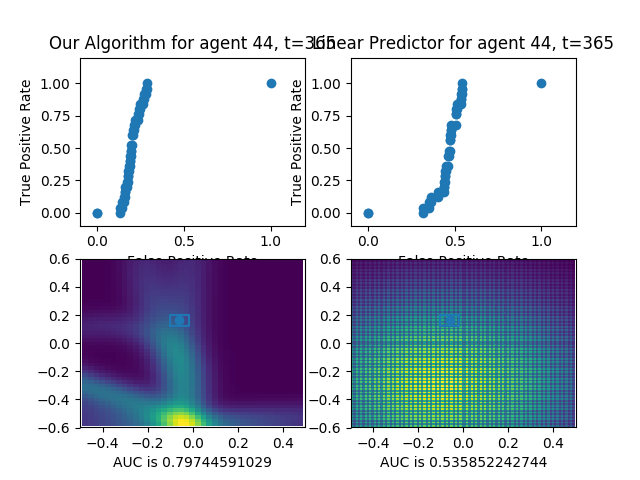 Our Algorithm for agent 44, t=365
Linear Predictor for agent 44, t=365
True Positive Rate
1.00
0.75
0.50
0.25
0.00
0.0 0.5 1.0
False Positive Rate
True Positive Rate
1.00
0.75
0.50
0.25
0.00
0.0 0.5 1.0
False Positive Rate
0.6
0.4
0.2
0.0
−0.2
−0.4
−0.6
−0.4 −0.2 0.0 0.2 0.4
AUC is 0.79744591029
0.6
0.4
0.2
0.0
−0.2
−0.4
−0.6
−0.4 −0.2 0.0 0.2 0.4
AUC is 0.535852242744